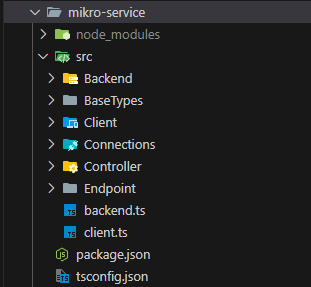 mikro-service
node_modules
src
Backend
BaseTypes
Client
Connections
Controller
Endpoint
TS backend.ts
TS client.ts
JS package.json
TS tsconfig.json